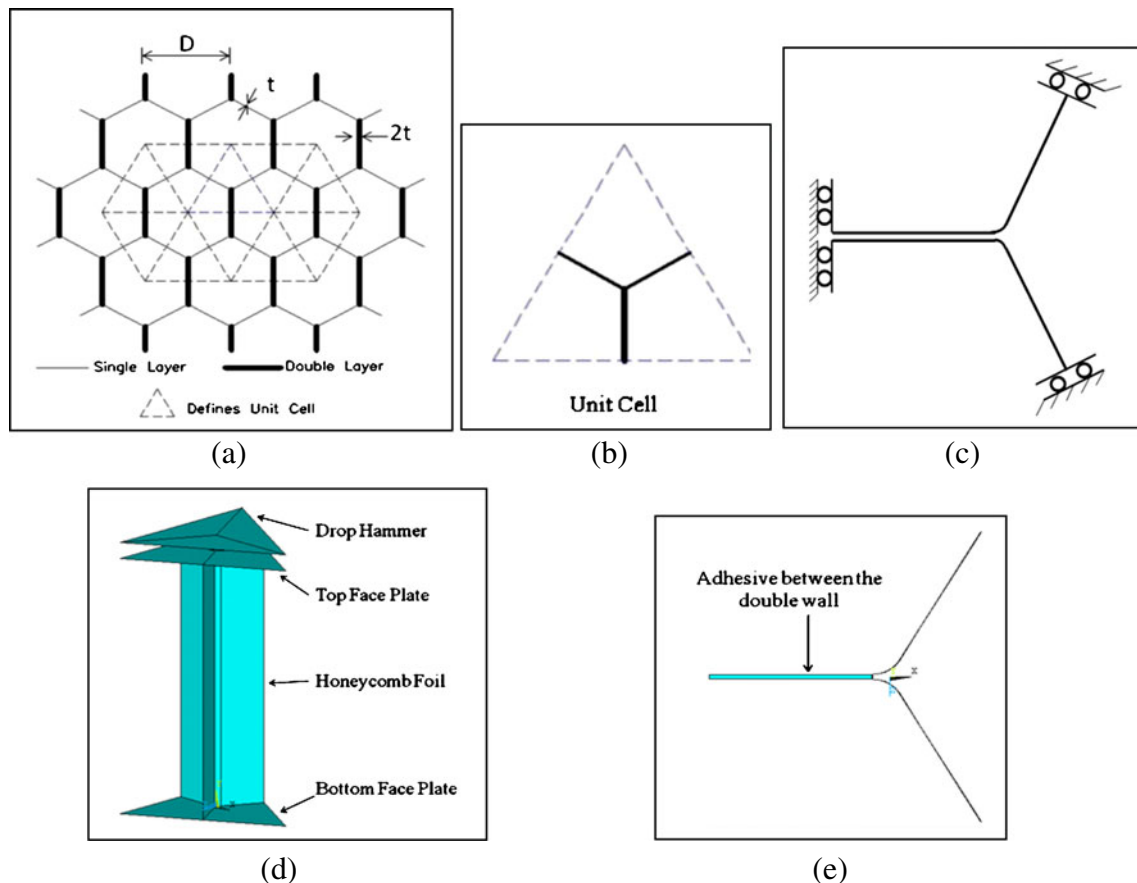 D
t
2t
Single Layer
Double Layer
Defines Unit Cell
(a)
Unit Cell
(b)
(c)
Drop Hammer
Top Face Plate
Honeycomb Foil
Bottom Face Plate
(d)
Adhesive between the
double wall
x
(e)